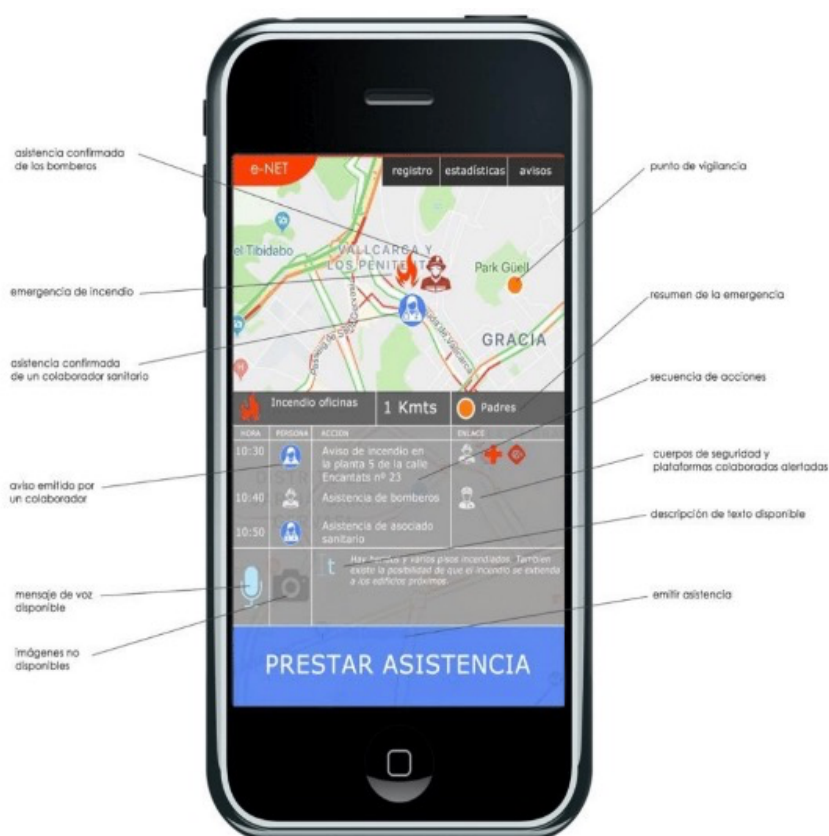 asistencia confirmada
de los bomberos
emergencia de incendio
asistencia confirmada
de un colaborador sanitario
aviso emitido por
un colaborador
mensaje de voz
disponible
imágenes no
disponibles
e-NET
registro estadísticas avisos
el Tibidabo
VALLCARCA Y
LOS PENITENT
Park Güell
GRACIA
Incendio oficinas 1 Kmts Padres
HORA PERSONA ACCION ENLACE
10:30 Aviso de incendio en
la planta 5 de la calle
Encantats nº 23
10:40 Asistencia de bomberos
10:50 Asistencia de asociado
sanitario
t
Hay heridos y varios pisos incendiados. También
existe la posibilidad de que el incendio se extienda
a los edificios próximos.
PRESTAR ASISTENCIA
punto de vigilancia
resumen de la emergencia
secuencia de acciones
cuerpos de seguridad y
plataformas colaboradas alertadas
descripción de texto disponible
emitir asistencia